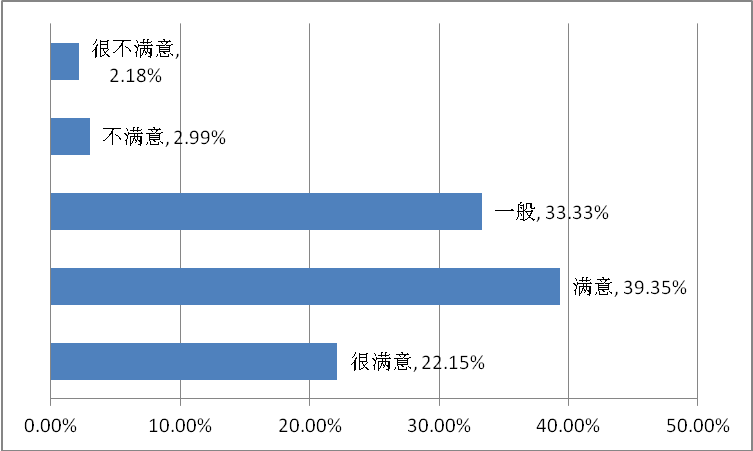 很不满意,
2.18%
不满意, 2.99%
一般, 33.33%
满意, 39.35%
很满意, 22.15%
0.00% 10.00% 20.00% 30.00% 40.00% 50.00%